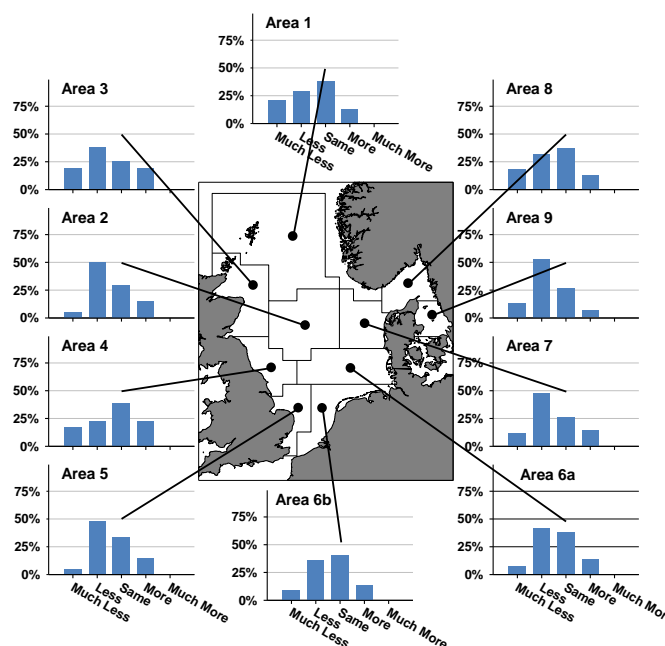 Area 1
75%
50%
25%
0%
Much Less
Less
Same
More
Much More
Area 3
75%
50%
25%
0%
Area 8
75%
50%
25%
0%
Area 2
75%
50%
25%
0%
Area 9
75%
50%
25%
0%
Area 4
75%
50%
25%
0%
Area 7
75%
50%
25%
0%
Area 5
75%
50%
25%
0%
Much Less
Less
Same
More
Much More
Area 6b
75%
50%
25%
0%
Much Less
Less
Same
More
Much More
Area 6a
75%
50%
25%
0%
Much Less
Less
Same
More
Much More